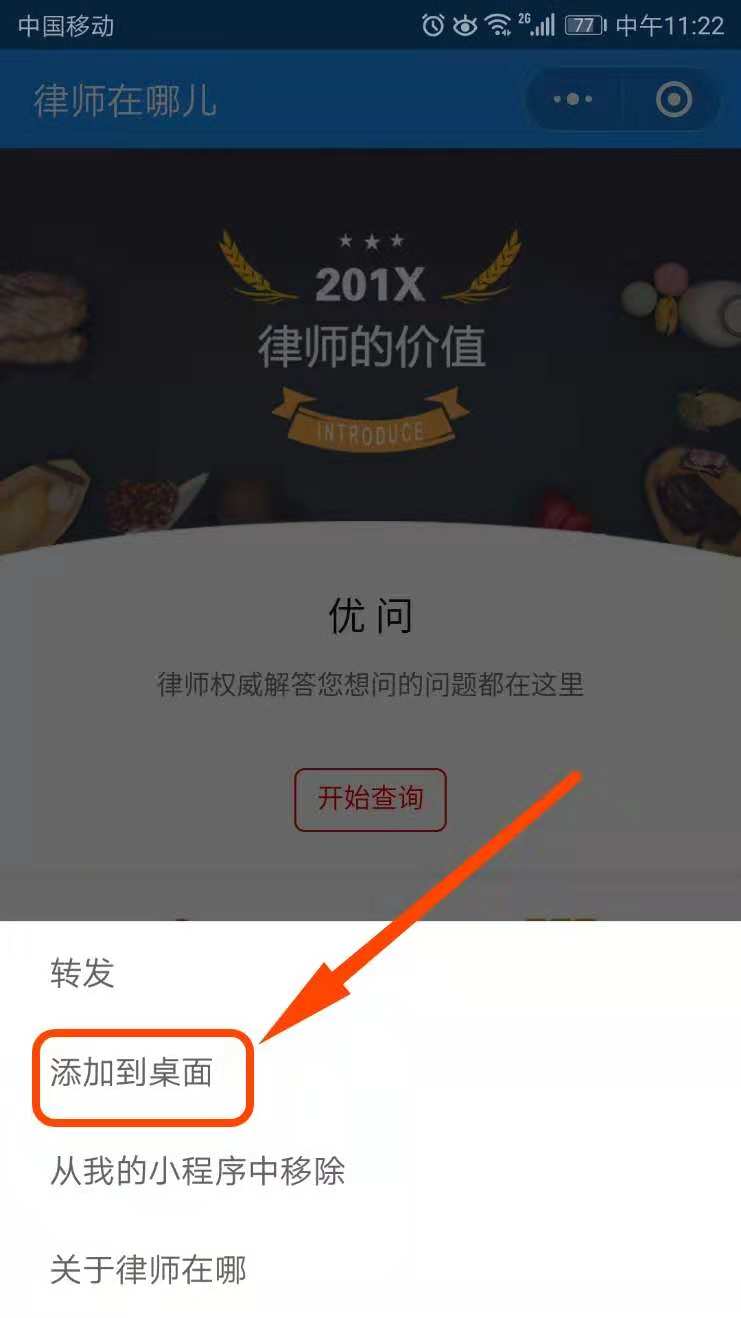 中国移动 2G 77 中午11:22
律师在哪儿
201X
律师的价值
INTRODUCE
优 问
律师权威解答您想问的问题都在这里
开始查询
转发
添加到桌面
从我的小程序中移除
关于律师在哪